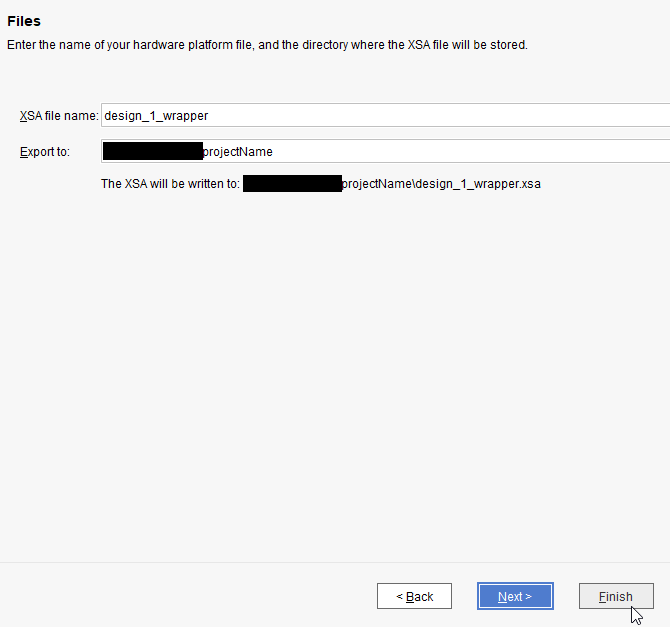 Files
Enter the name of your hardware platform file, and the directory where the XSA file will be stored.
XSA file name: design_1_wrapper
Export to: projectName
The XSA will be written to: projectName\design_1_wrapper.xsa
< Back Next > Finish